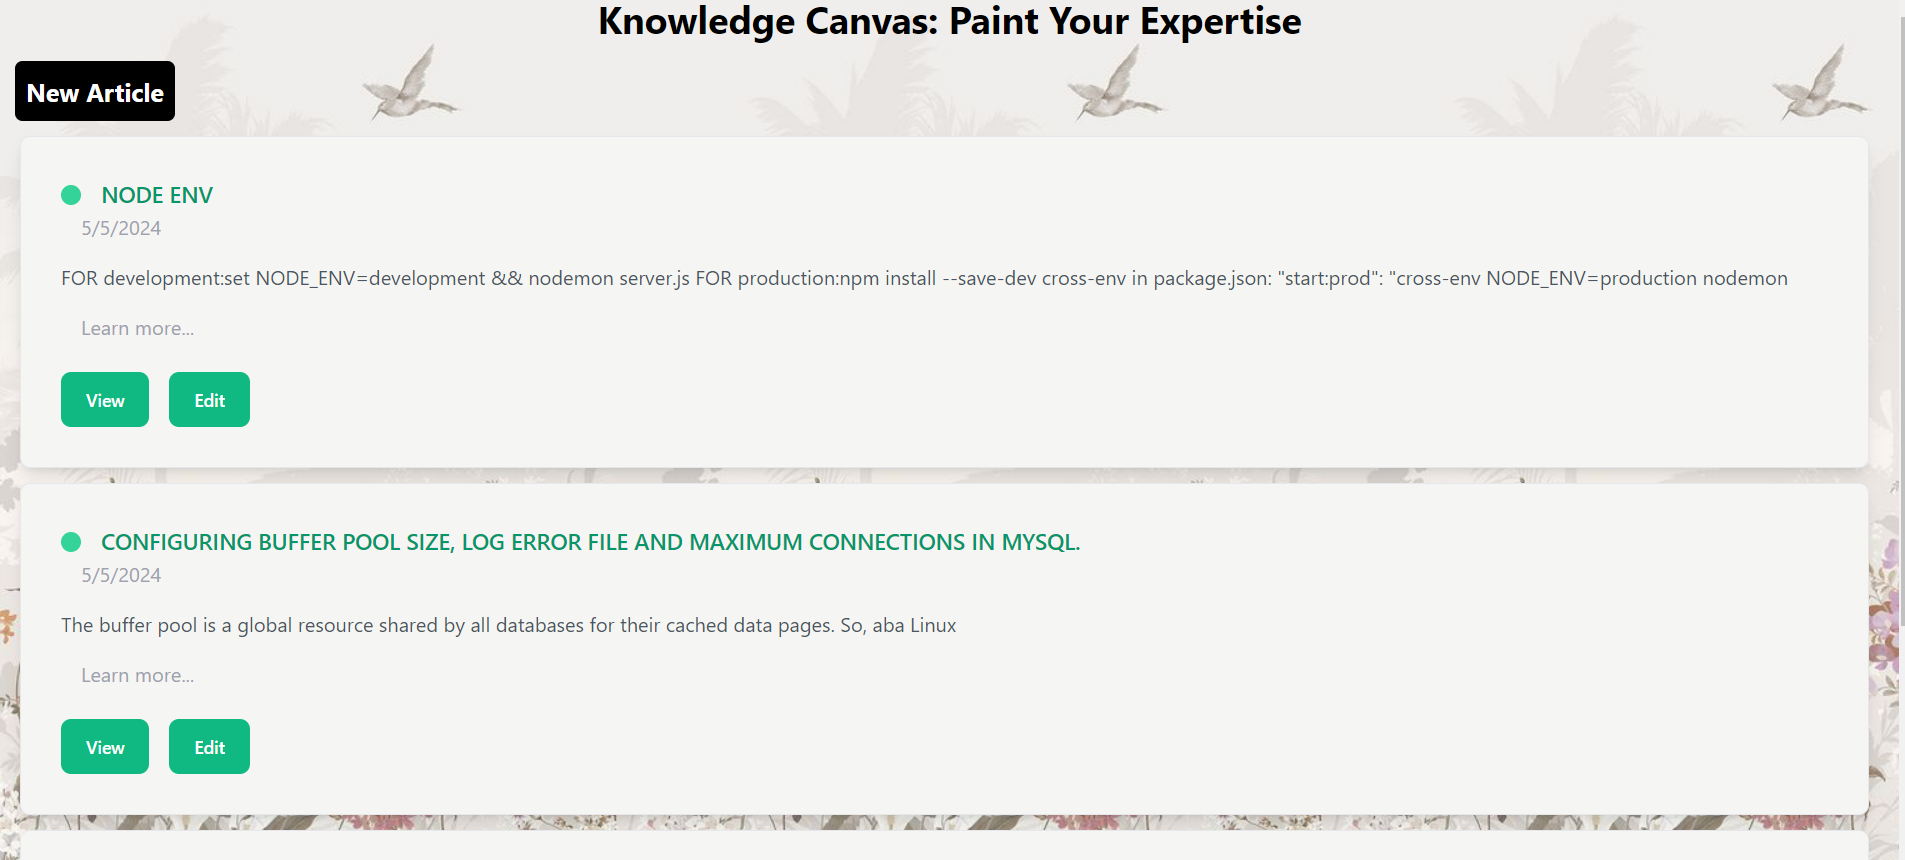 Knowledge Canvas: Paint Your Expertise
New Article
NODE ENV
5/5/2024
FOR development:set NODE_ENV=development && nodemon server.js FOR production:npm install --save-dev cross-env in package.json: "start:prod": "cross-env NODE_ENV=production nodemon
Learn more...
View Edit
CONFIGURING BUFFER POOL SIZE, LOG ERROR FILE AND MAXIMUM CONNECTIONS IN MYSQL.
5/5/2024
The buffer pool is a global resource shared by all databases for their cached data pages. So, aba Linux
Learn more...
View Edit